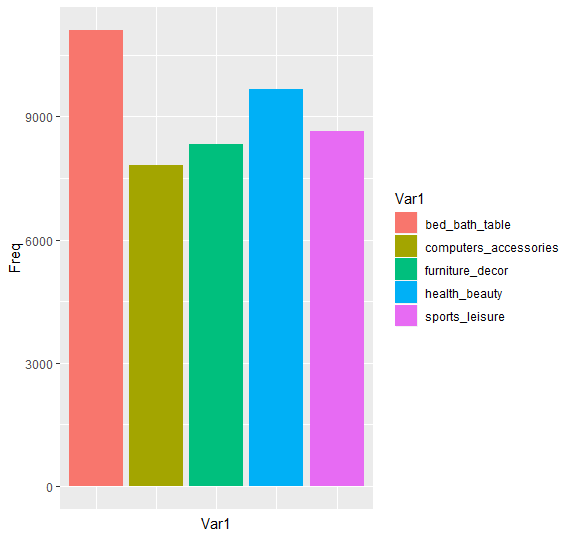 Freq
9000
6000
3000
0
Var1
Var1
bed_bath_table
computers_accessories
furniture_decor
health_beauty
sports_leisure